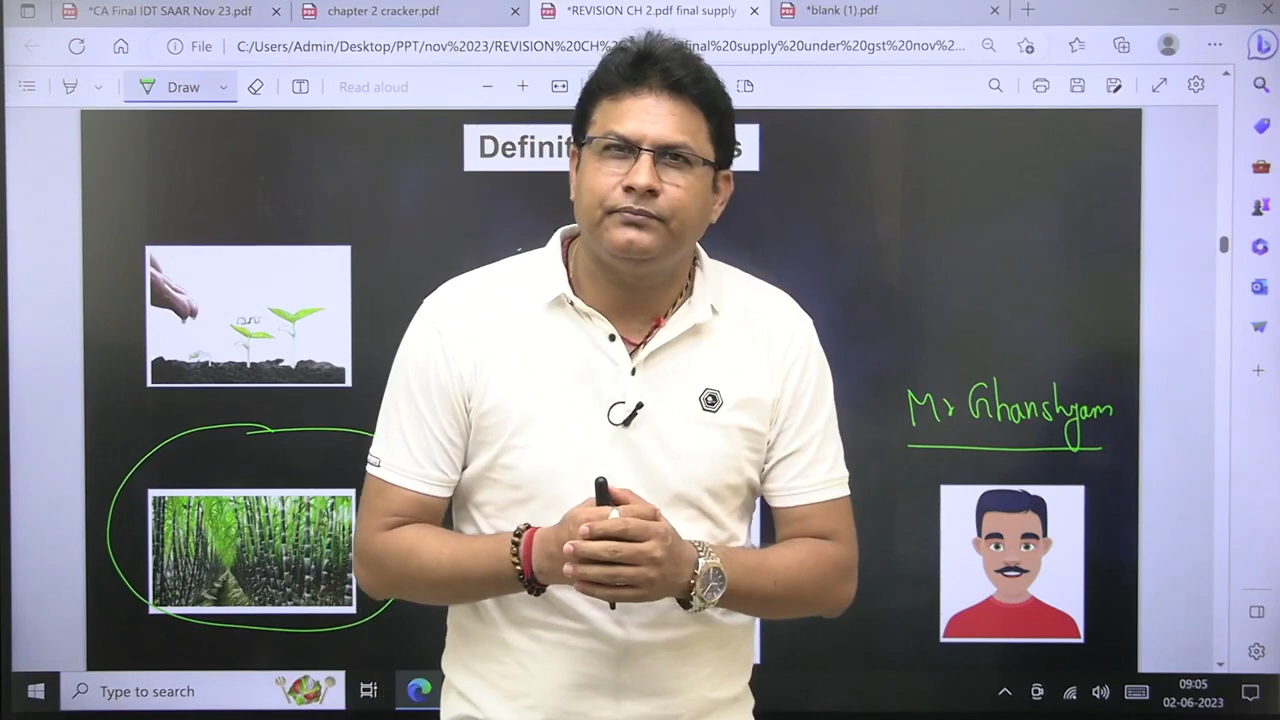 *CA Final IDT SAAR Nov 23.pdf
chapter 2 cracker.pdf
*REVISION CH 2.pdf final supply
*blank (1).pdf
File
C:/Users/Admin/Desktop/PPT/nov%2023/REVISION%20CH
final%20supply%20under%20gst%20nov%2...
Draw
Read aloud
Definit
s
Mr Ghanshyam
Type to search
09:05
02-06-2023